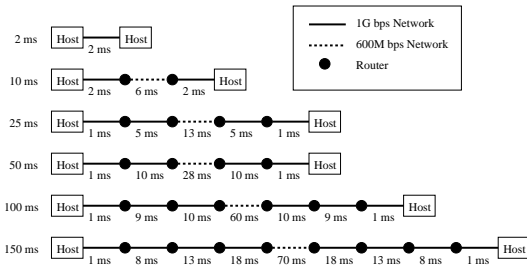 2 ms Host 2 ms Host
1G bps Network
600M bps Network
Router
10 ms Host 2 ms 6 ms 2 ms Host
25 ms Host 1 ms 5 ms 13 ms 5 ms 1 ms Host
50 ms Host 1 ms 10 ms 28 ms 10 ms 1 ms Host
100 ms Host 1 ms 9 ms 10 ms 60 ms 10 ms 9 ms 1 ms Host
150 ms Host 1 ms 8 ms 13 ms 18 ms 70 ms 18 ms 13 ms 8 ms 1 ms Host